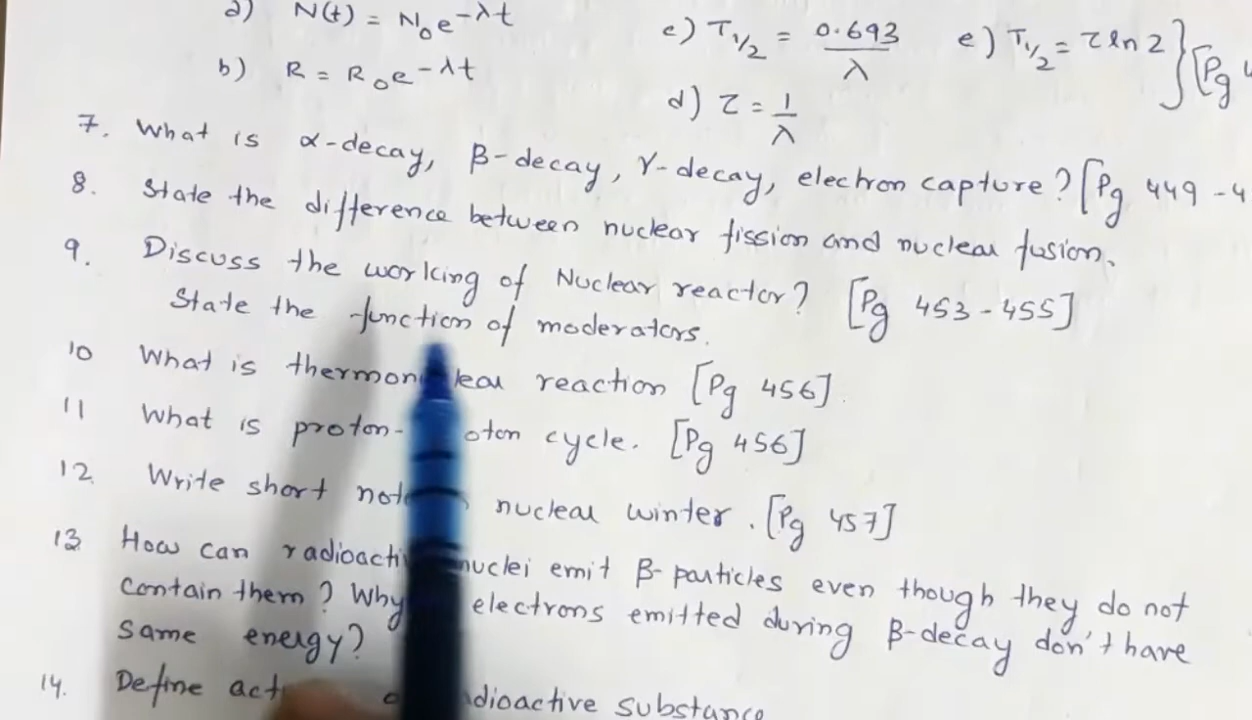 a) N(t) = N₀e^-λt
c) T1/2 = 0.693/λ
e) T1/2 = τ ln 2 } [Pg
b) R = R₀e^-λt
d) τ = 1/λ
7. What is α-decay, β-decay, γ-decay, electron capture? [Pg 449 - 4
8. State the difference between nuclear fission and nuclear fusion.
9. Discuss the working of Nuclear reactor? [Pg 453 - 455]
State the function of moderators.
10 What is thermon lear reaction [Pg 456].
11 What is proton- oton cycle. [Pg 456]
12. Write short not nuclear winter. [Pg 457]
13 How can radioacti nuclei emit β-particles even though they do not
contain them? Why electrons emitted during β-decay don't have
same energy?
14. Define act dioactive substance